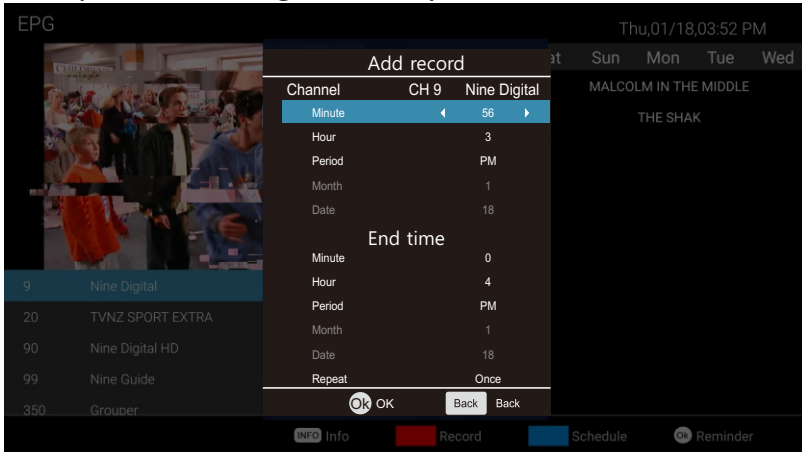 EPG
Thu,01/18,03:52 PM
at Sun Mon Tue Wed
MALCOLM IN THE MIDDLE
THE SHAK
Add record
Channel CH 9 Nine Digital
Minute 56
Hour 3
Period PM
Month 1
Date 18
End time
Minute 0
Hour 4
Period PM
Month 1
Date 18
Repeat Once
Ok OK Back Back
9 Nine Digital
20 TVNZ SPORT EXTRA
90 Nine Digital HD
99 Nine Guide
350 Grouper
INFO Info Record Schedule Ok Reminder